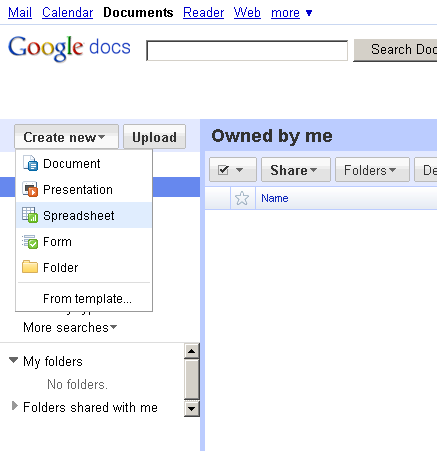 Mail Calendar Documents Reader Web more ▼
Google docs Search Doc
Create new Upload Owned by me
Share Folders De
Document
Presentation
Spreadsheet
Name
Form
Folder
From template...
More searches
My folders
No folders.
Folders shared with me